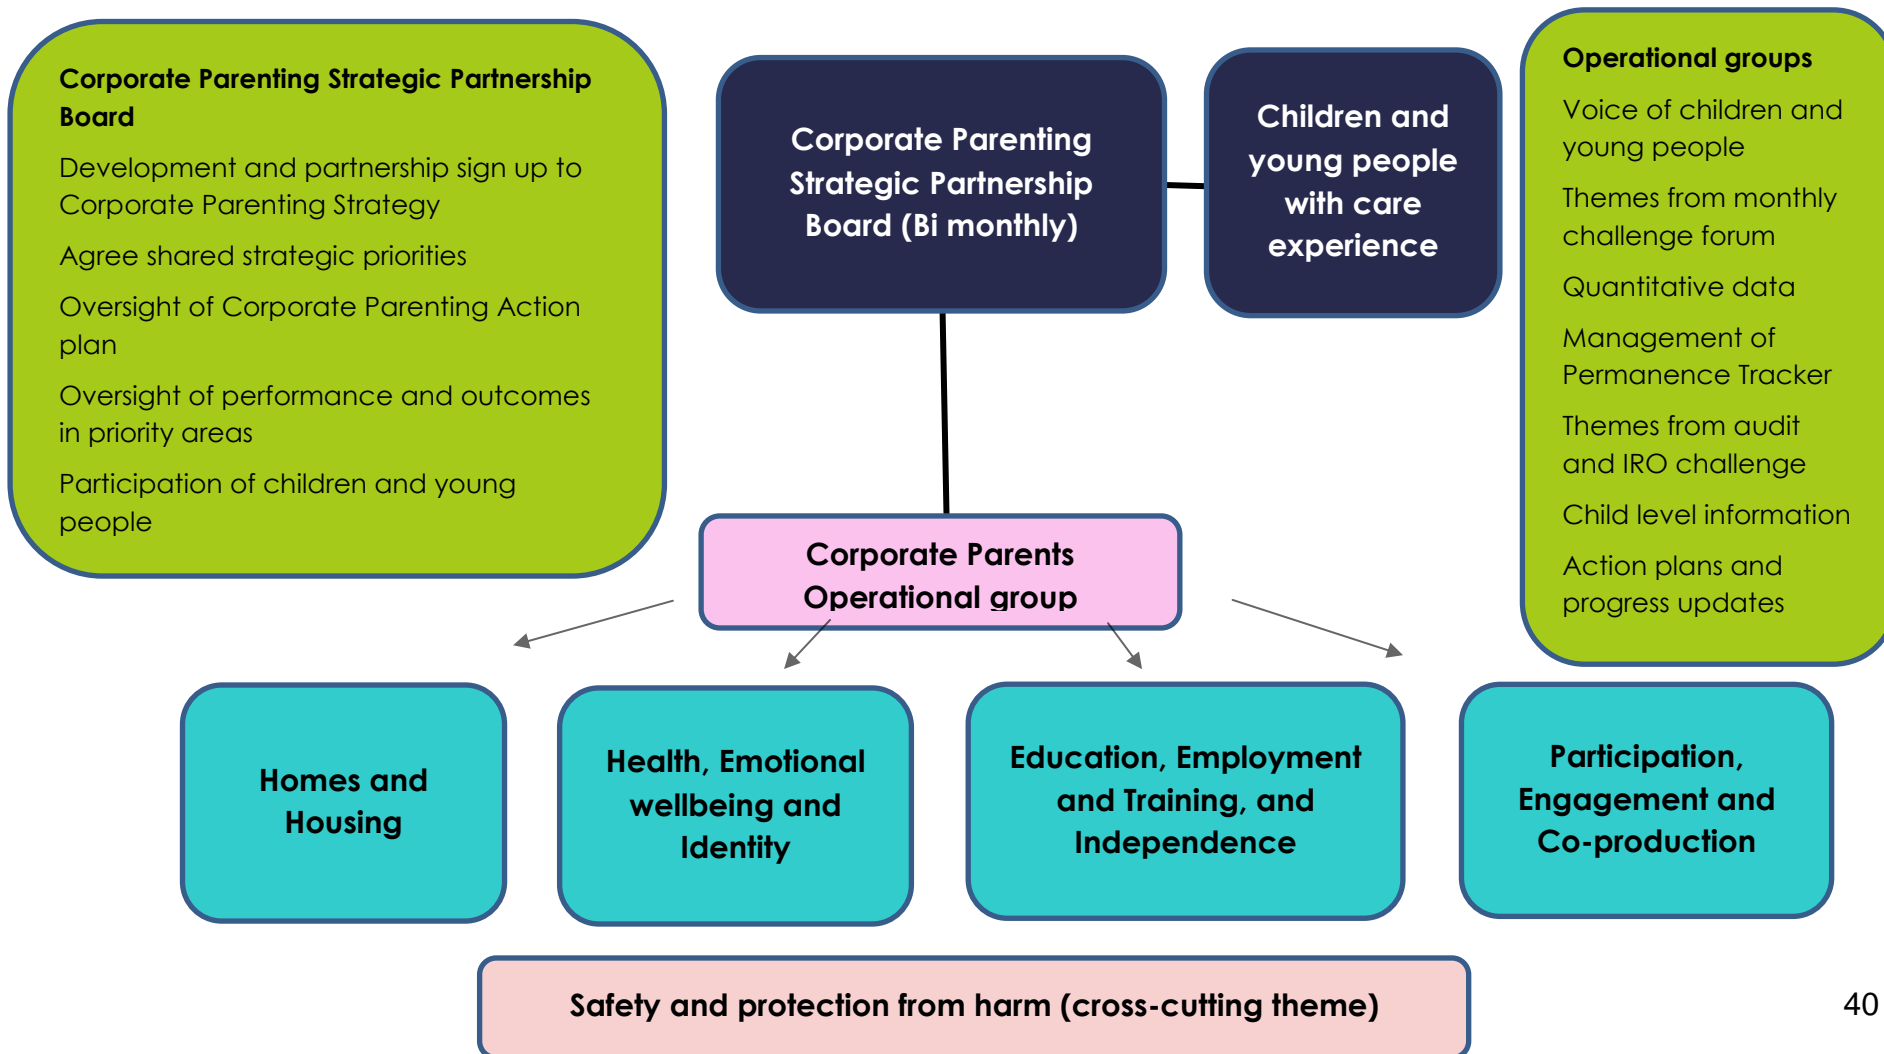 Corporate Parenting Strategic Partnership
Board
Development and partnership sign up to
Corporate Parenting Strategy
Agree shared strategic priorities
Oversight of Corporate Parenting Action
plan
Oversight of performance and outcomes
in priority areas
Participation of children and young
people
Corporate Parenting
Strategic Partnership
Board (Bi monthly)
Children and
young people
with care
experience
Operational groups
Voice of children and
young people
Themes from monthly
challenge forum
Quantitative data
Management of
Permanence Tracker
Themes from audit
and IRO challenge
Child level information
Action plans and
progress updates
Corporate Parents
Operational group
Homes and
Housing
Health, Emotional
wellbeing and
Identity
Education, Employment
and Training, and
Independence
Participation,
Engagement and
Co-production
Safety and protection from harm (cross-cutting theme)
40